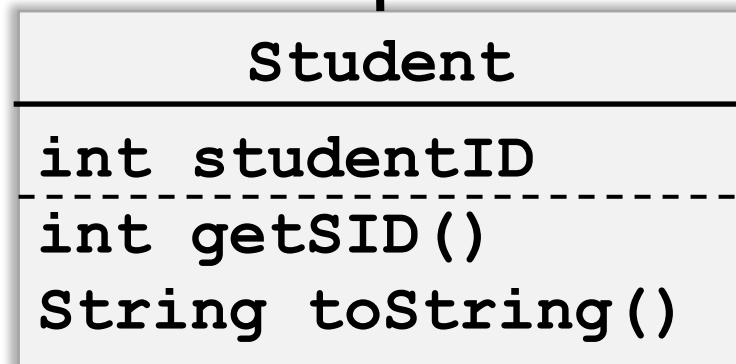 Student
int studentID
int getSID()
String toString()